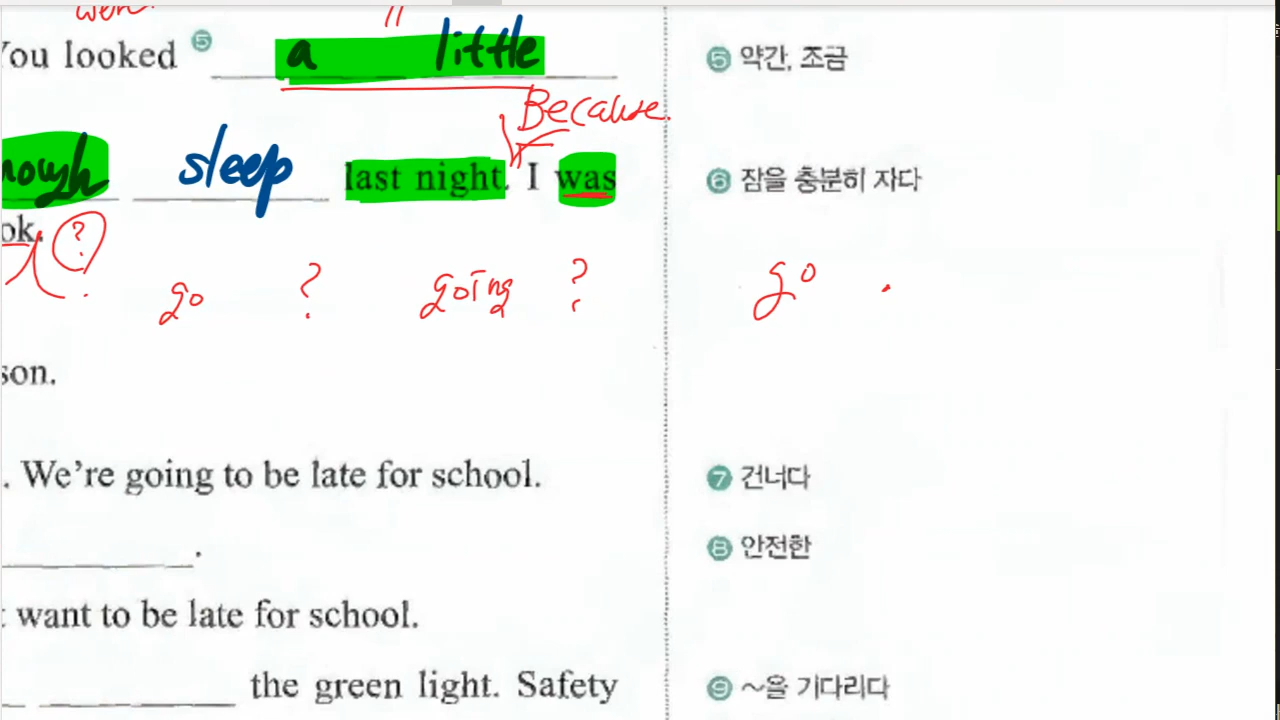 You looked ⑤ a little
⑤ 약간, 조금
Because
sleep last night. I was
⑥ 잠을 충분히 자다
ok. ?
go ? going ?
go .
son.
. We’re going to be late for school.
⑦ 건너다
.
⑧ 안전한
want to be late for school.
the green light. Safety
⑨ ～을 기다리다